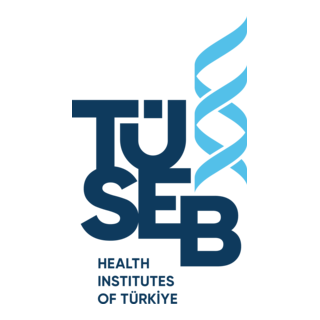 TÜ
SEB
HEALTH
INSTITUTES
OF TÜRKİYE